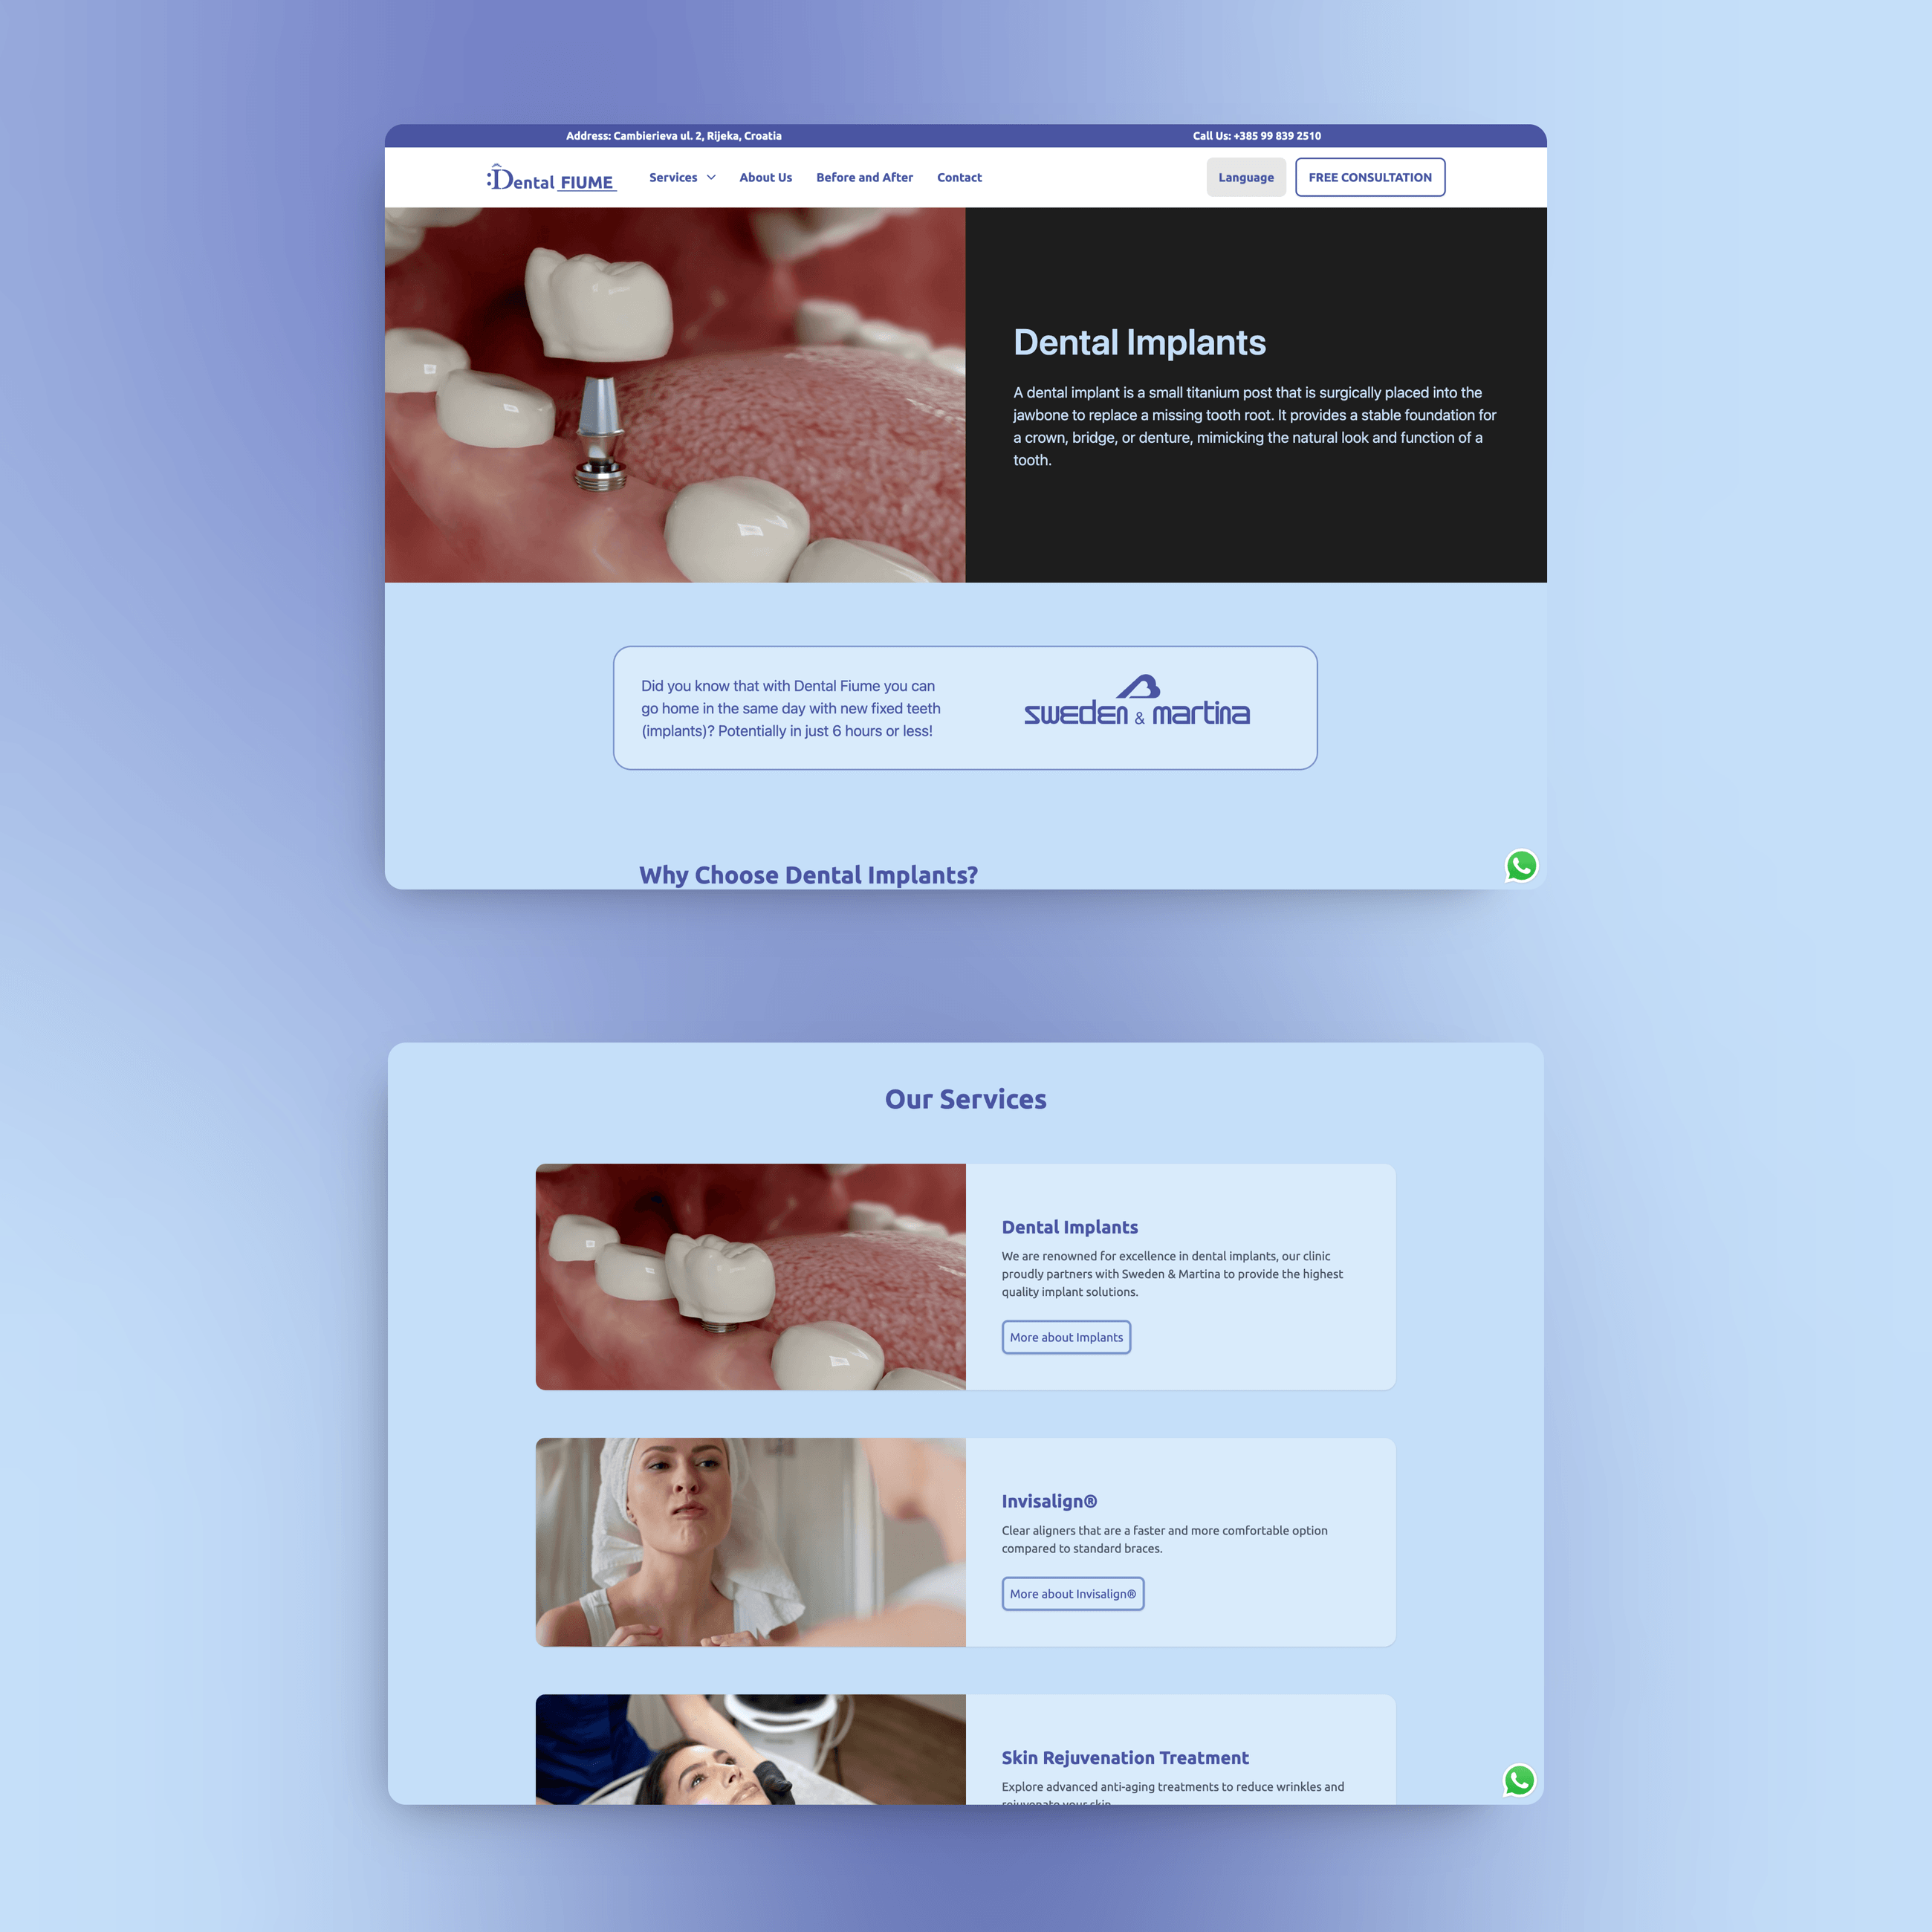 Address: Cambierieva ul. 2, Rijeka, Croatia
Call Us: +385 99 839 2510
:Dental FIUME
Services
About Us
Before and After
Contact
Language
FREE CONSULTATION
Dental Implants
A dental implant is a small titanium post that is surgically placed into the
jawbone to replace a missing tooth root. It provides a stable foundation for
a crown, bridge, or denture, mimicking the natural look and function of a
tooth.
Did you know that with Dental Fiume you can
go home in the same day with new fixed teeth
(implants)? Potentially in just 6 hours or less!
sweden & martina
Why Choose Dental Implants?
Our Services
Dental Implants
We are renowned for excellence in dental implants, our clinic
proudly partners with Sweden & Martina to provide the highest
quality implant solutions.
More about Implants
Invisalign®
Clear aligners that are a faster and more comfortable option
compared to standard braces.
More about Invisalign®
Skin Rejuvenation Treatment
Explore advanced anti-aging treatments to reduce wrinkles and
rejuvenate your skin